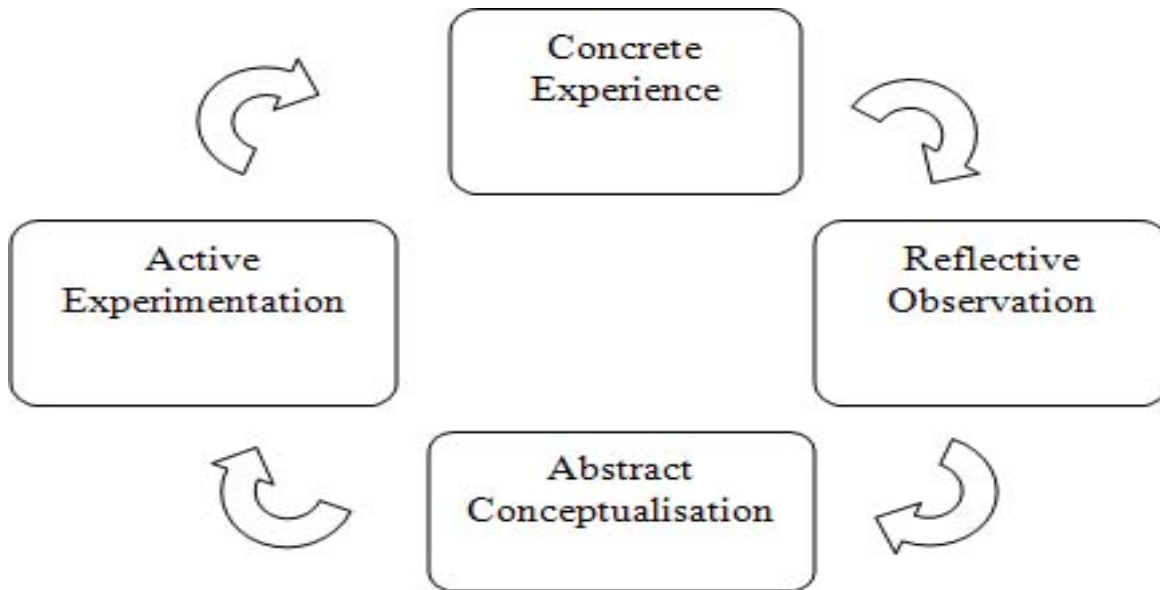 Concrete
Experience
Reflective
Observation
Abstract
Conceptualisation
Active
Experimentation